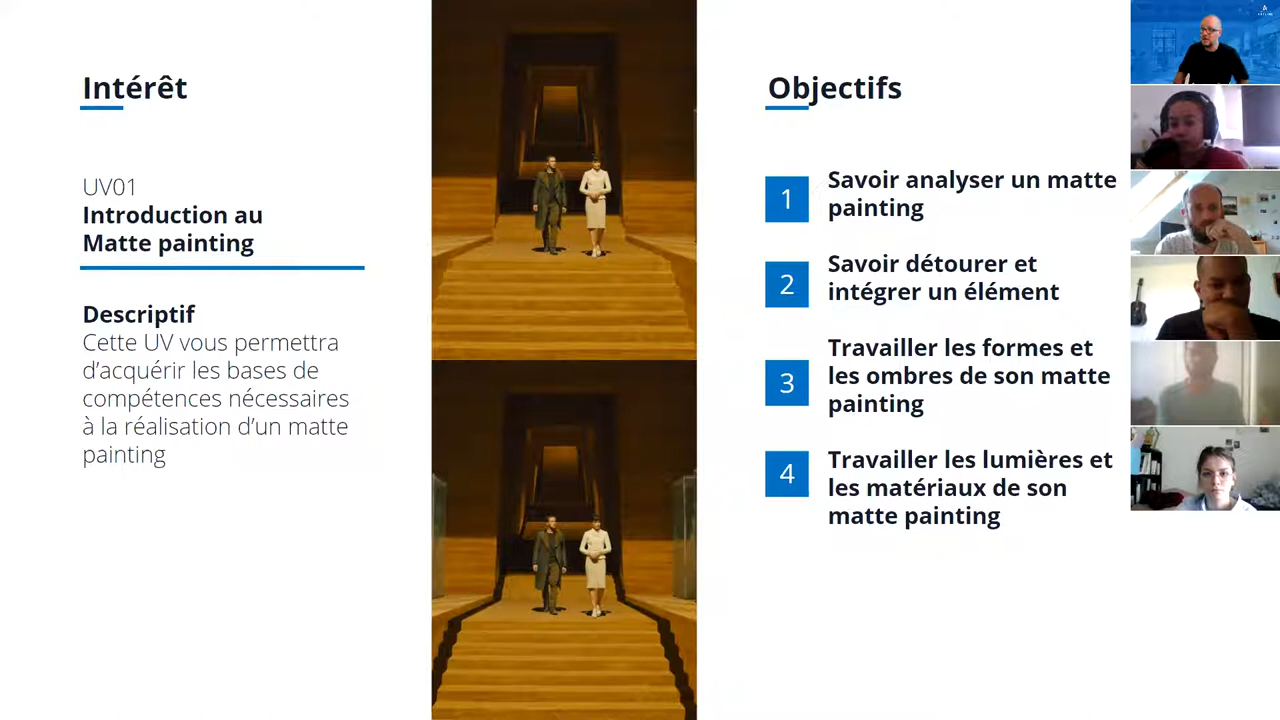 Intérêt
UV01
Introduction au
Matte painting
Descriptif
Cette UV vous permettra
d’acquérir les bases de
compétences nécessaires
à la réalisation d’un matte
painting
Objectifs
1
Savoir analyser un matte
painting
2
Savoir détourer et
intégrer un élément
3
Travailler les formes et
les ombres de son matte
painting
4
Travailler les lumières et
les matériaux de son
matte painting